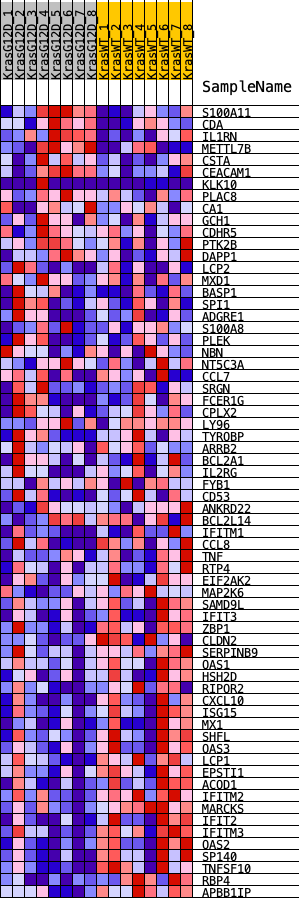 KrasG12D_1
KrasG12D_2
KrasG12D_3
KrasG12D_4
KrasG12D_5
KrasG12D_6
KrasG12D_7
KrasG12D_8
KrasWT_1
KrasWT_2
KrasWT_3
KrasWT_4
KrasWT_5
KrasWT_6
KrasWT_7
KrasWT_8
SampleName
S100A11
CDA
IL1RN
METTL7B
CSTA
CEACAM1
KLK10
PLAC8
CA1
GCH1
CDHR5
PTK2B
DAPP1
LCP2
MXD1
BASP1
SPI1
ADGRE1
S100A8
PLEK
NBN
NT5C3A
CCL7
SRGN
FCER1G
CPLX2
LY96
TYROBP
ARRB2
BCL2A1
IL2RG
FYB1
CD53
ANKRD22
BCL2L14
IFITM1
CCL8
TNF
RTP4
EIF2AK2
MAP2K6
SAMD9L
IFIT3
ZBP1
CLDN2
SERPINB9
OAS1
HSH2D
RIPOR2
CXCL10
ISG15
MX1
SHFL
OAS3
LCP1
EPSTI1
ACOD1
IFITM2
MARCKS
IFIT2
IFITM3
OAS2
SP140
TNFSF10
RBP4
APBB1IP